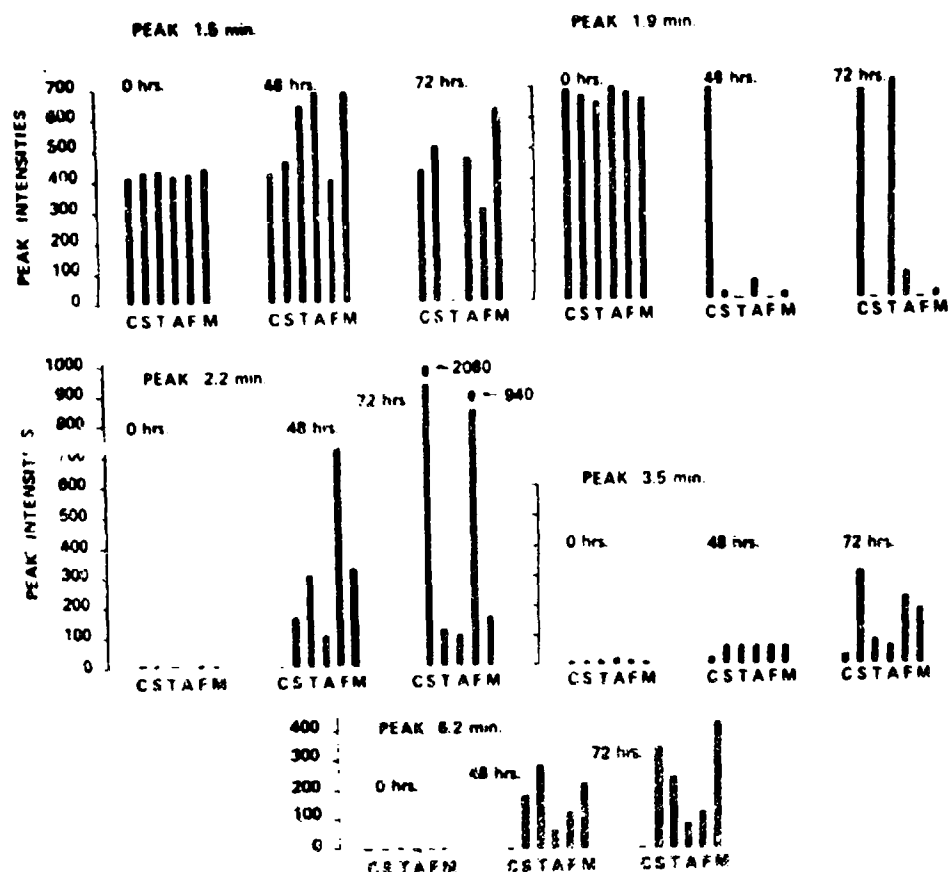 PEAK 1.5 min.
PEAK 1.9 min.
0 hrs. 48 hrs. 72 hrs. 0 hrs. 48 hrs. 72 hrs.
700
600
500
400
300
200
100
0
PEAK INTENSITIES
CSTAFM CSTAFM CSTAFM CSTAFM CSTAFM CSTAFM
1000
900
800
700
600
500
400
300
200
100
0
PEAK INTENSIT' S
PEAK 2.2 min.
0 hrs. 48 hrs. 72 hrs
~2080
~940
PEAK 3.5 min.
0 hrs. 48 hrs. 72 hrs.
CSTAFM CSTAFM CSTAFM CSTAFM CSTAFM CSTAFM
400
300
200
100
0
PEAK 6.2 min.
0 hrs. 48 hrs. 72 hrs.
CSTAFM CSTAFM CSTAFM